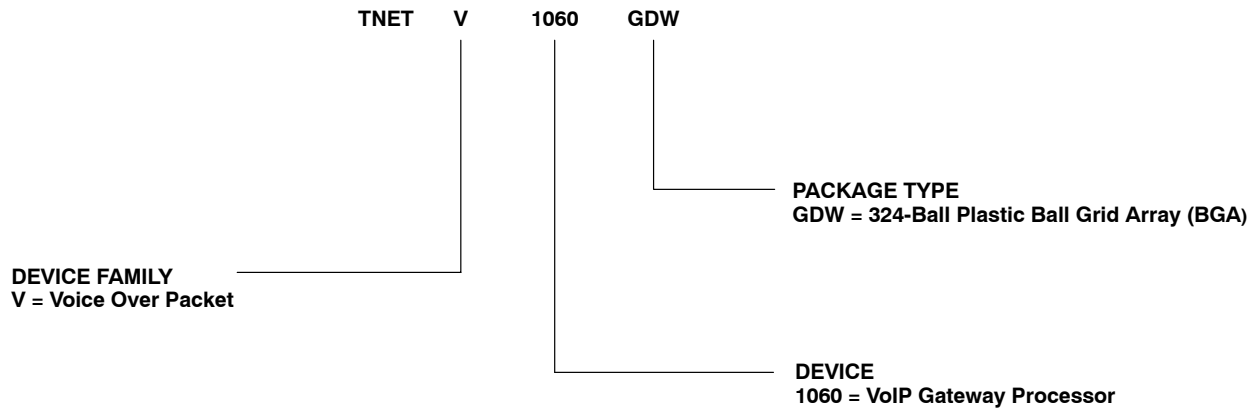 TNET V 1060 GDW
PACKAGE TYPE
GDW = 324-Ball Plastic Ball Grid Array (BGA)
DEVICE FAMILY
V = Voice Over Packet
DEVICE
1060 = VoIP Gateway Processor